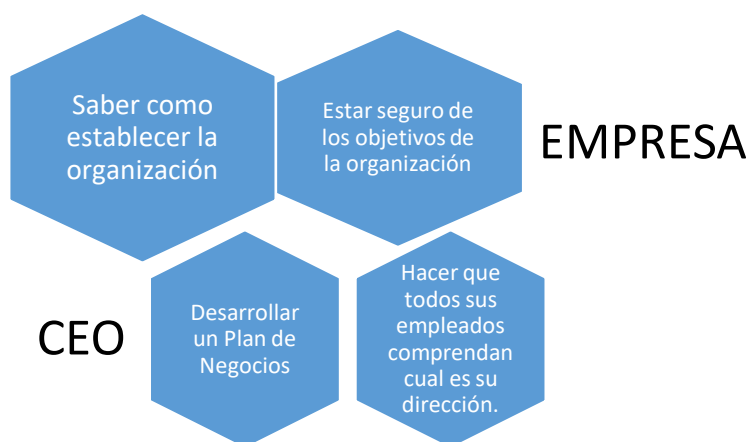 Saber como
establecer la
organización
Estar seguro de
los objetivos de
la organización
EMPRESA
CEO
Desarrollar
un Plan de
Negocios
Hacer que
todos sus
empleados
comprendan
cual es su
dirección.